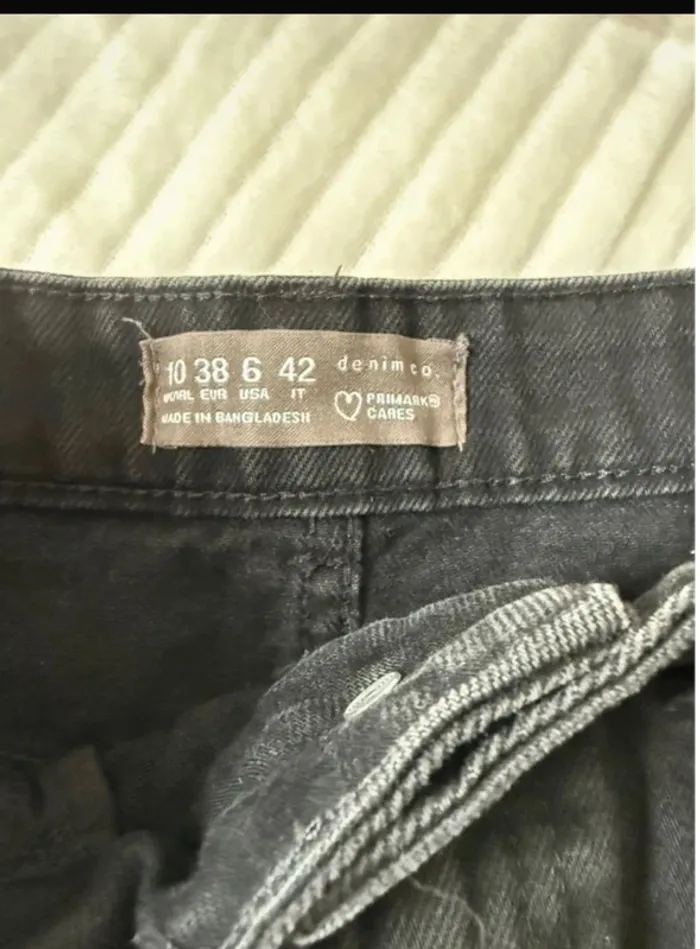 10 38 6 42
UK/IRL EUR USA IT
MADE IN BANGLADESH
denim co.
PRIMARK®
CARES